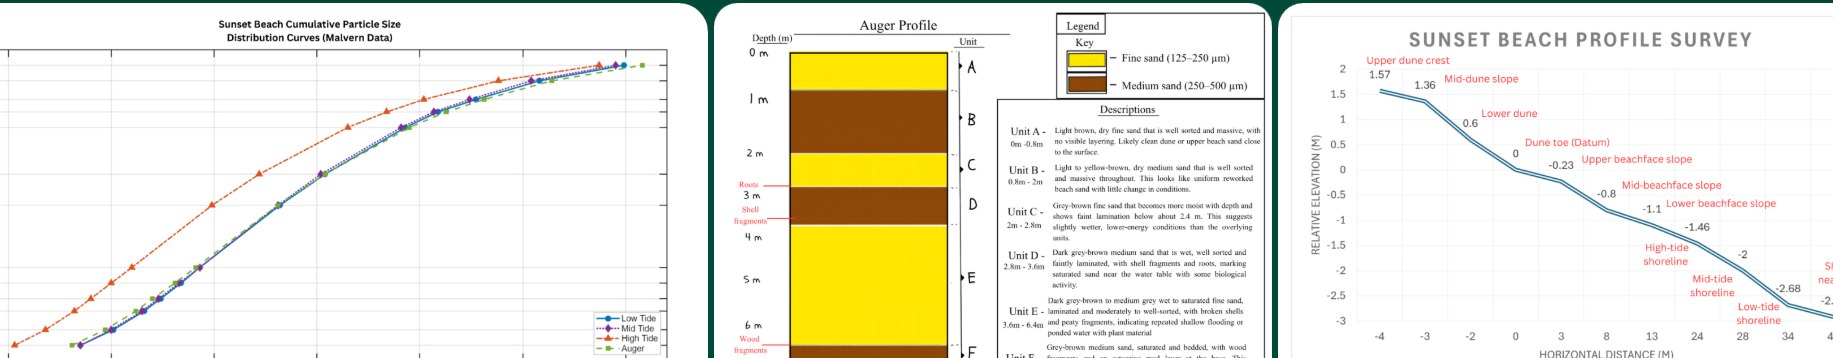 Sunset Beach Cumulative Particle Size
Distribution Curves (Malvern Data)
Low Tide
Mid Tide
High Tide
Auger
Auger Profile
Depth (m)
Unit
0 m
1 m
2 m
Roots
3 m
Shell
fragments
4 m
5 m
6 m
Wood
fragments
A
B
C
D
E
F
Legend
Key
Fine sand (125–250 µm)
Medium sand (250–500 µm)
Descriptions
Unit A -
0m -0.8m
Light brown, dry fine sand that is well sorted and massive, with
no visible layering. Likely clean dune or upper beach sand close
to the surface.
Unit B -
0.8m - 2m
Light to yellow-brown, dry medium sand that is well sorted
and massive throughout. This looks like uniform reworked
beach sand with little change in conditions.
Unit C -
2m - 2.8m
Grey-brown fine sand that becomes more moist with depth and
shows faint lamination below about 2.4 m. This suggests
slightly wetter, lower-energy conditions than the overlying
units.
Unit D -
2.8m - 3.6m
Dark grey-brown medium sand that is wet, well sorted and
faintly laminated, with shell fragments and roots, marking
saturated sand near the water table with some biological
activity.
Unit E -
3.6m - 6.4m
Dark grey-brown to medium grey wet to saturated fine sand,
laminated and moderately to well-sorted, with broken shells
and peaty fragments, indicating repeated shallow flooding or
ponded water with plant material
Grey-brown medium sand, saturated and bedded, with wood
SUNSET BEACH PROFILE SURVEY
RELATIVE ELEVATION (M)
2
1.5
1
0.5
0
-0.5
-1
-1.5
-2
-2.5
-3
Upper dune crest
1.57
1.36
Mid-dune slope
0.6
Lower dune
0
Dune toe (Datum)
-0.23
Upper beachface slope
-0.8
Mid-beachface slope
-1.1
Lower beachface slope
-1.46
High-tide
shoreline
-2
Mid-tide
shoreline
-2.68
Low-tide
shoreline
-4 -3 -2 0 3 8 13 24 28 34
HORIZONTAL DISTANCE (M)